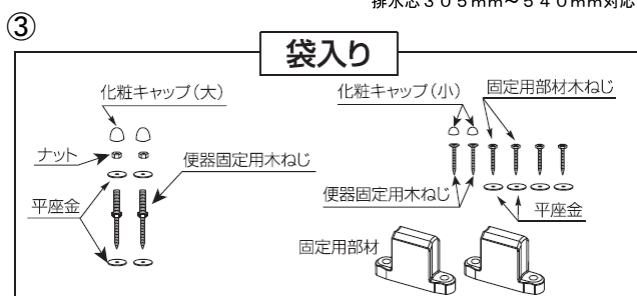 排水芯３０５mm～５４０mm対応
③
袋入り
化粧キャップ（大）
化粧キャップ（小）
固定用部材木ねじ
ナット
便器固定用木ねじ
便器固定用木ねじ
平座金
平座金
固定用部材